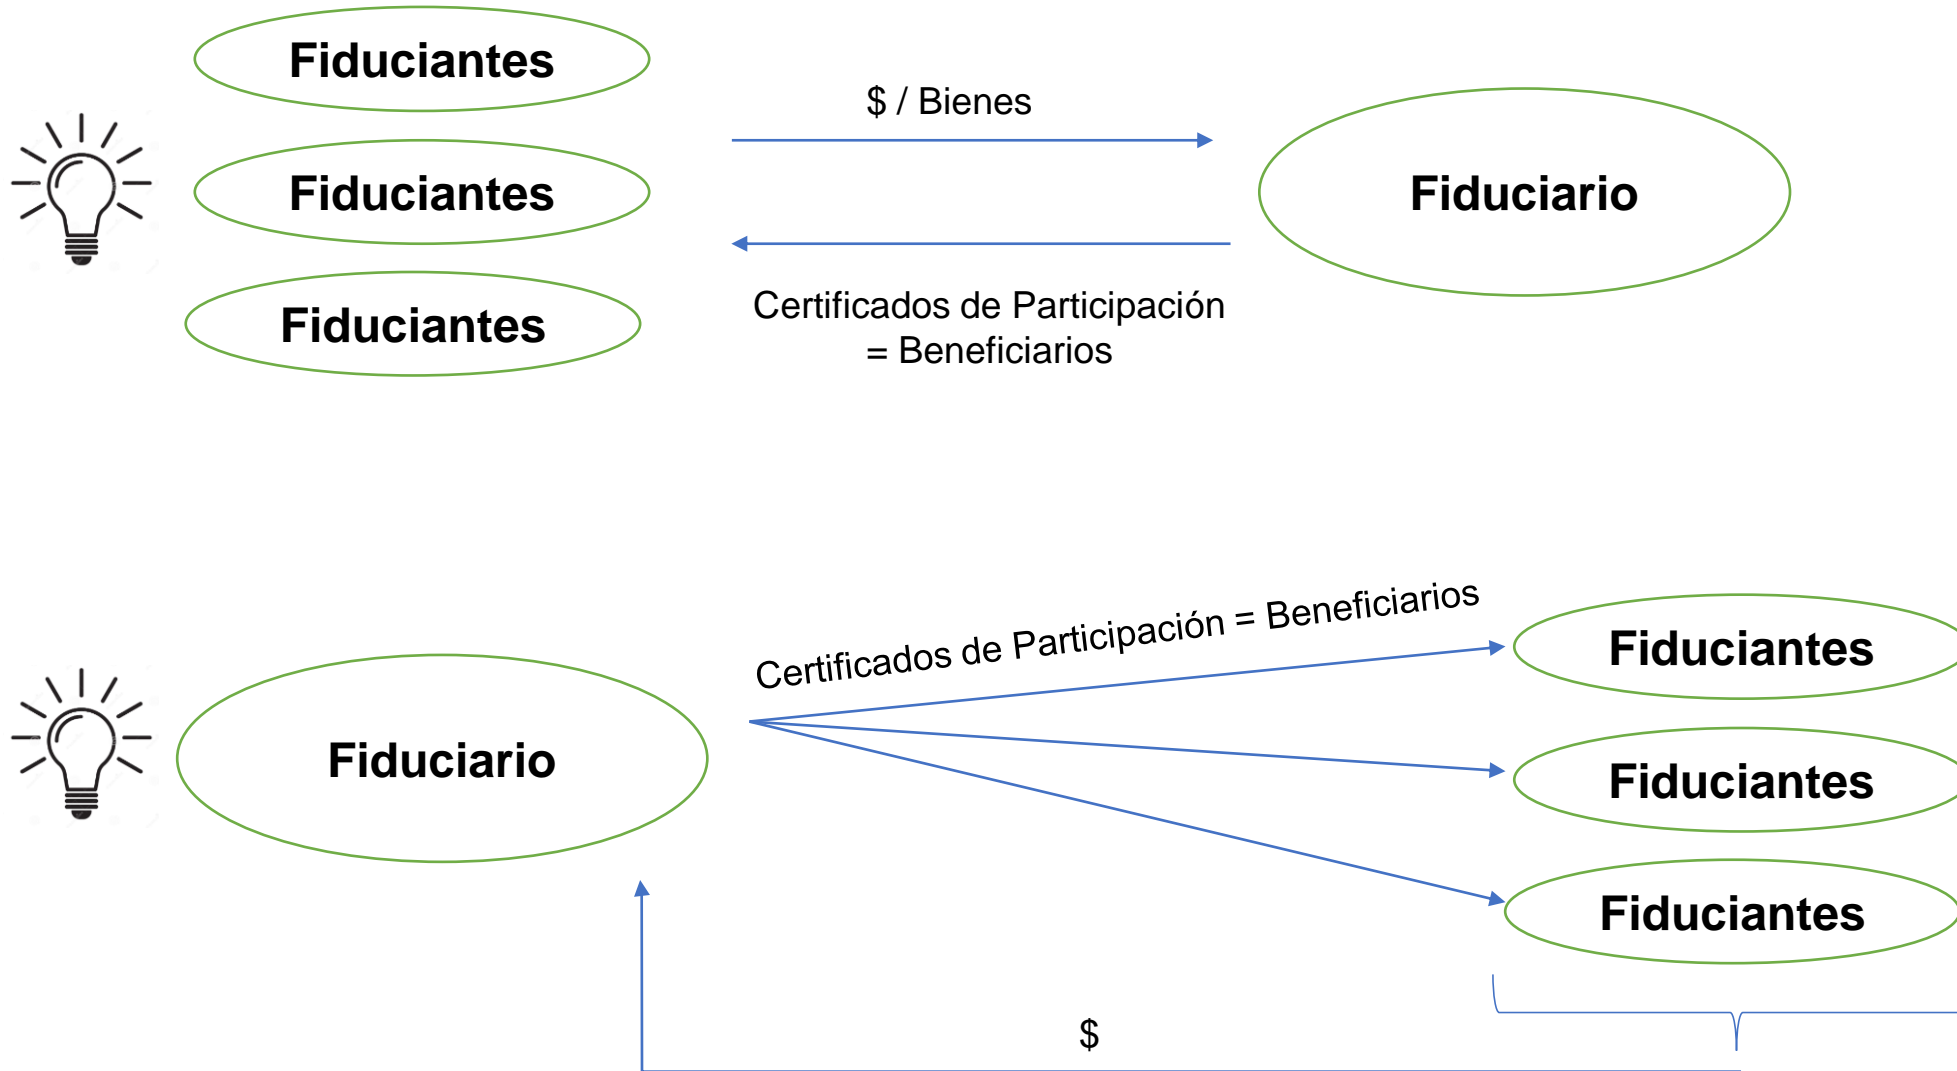 Fiduciantes
$ / Bienes
Fiduciantes
Fiduciario
Certificados de Participación
= Beneficiarios
Fiduciantes
Certificados de Participación = Beneficiarios
Fiduciantes
Fiduciario
Fiduciantes
Fiduciantes
$